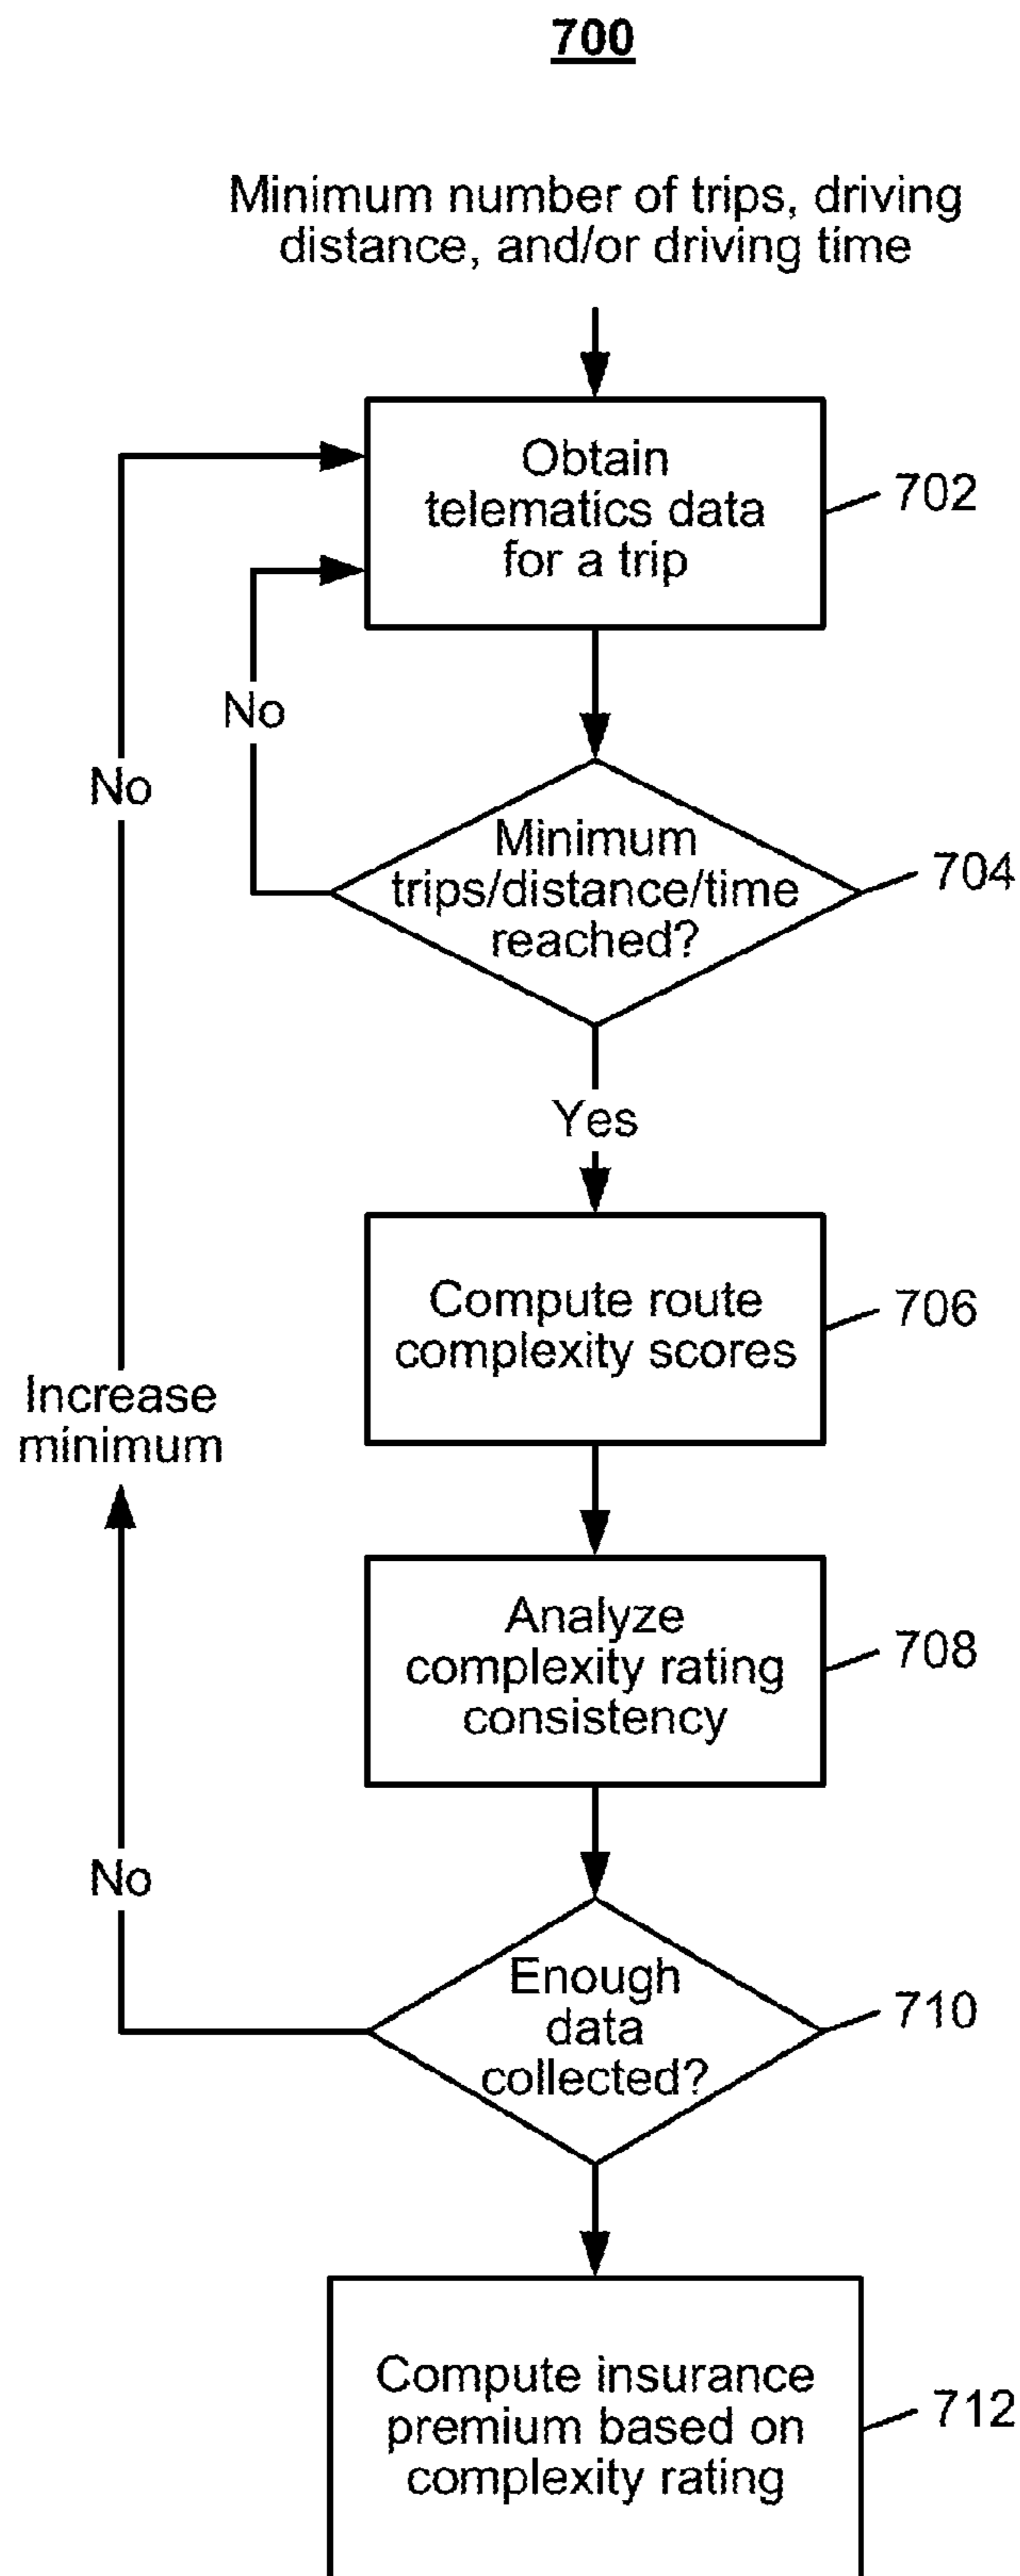 700
Minimum number of trips, driving
distance, and/or driving time
Obtain
telematics data
for a trip
702
No
No
Minimum
trips/distance/time
reached?
704
Yes
Compute route
complexity scores
706
Increase
minimum
Analyze
complexity rating
consistency
708
No
Enough
data
collected?
710
Compute insurance
premium based on
complexity rating
712